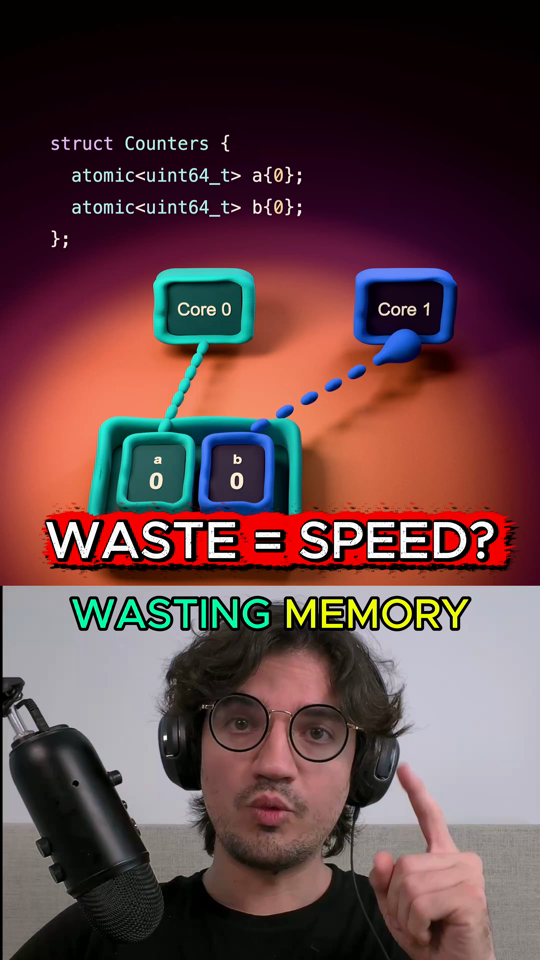 struct Counters {
atomic<uint64_t> a{0};
atomic<uint64_t> b{0};
};
Core 0
Core 1
a
0
b
0
WASTE = SPEED?
WASTING MEMORY